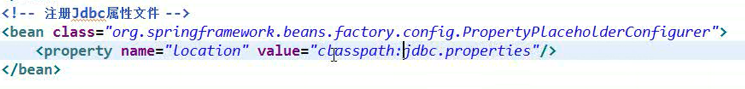 <!-- 注册Jdbc属性文件 -->
<bean class="org.springframework.beans.factory.config.PropertyPlaceholderConfigurer">
<property name="location" value="classpath:jdbc.properties"/>
</bean>